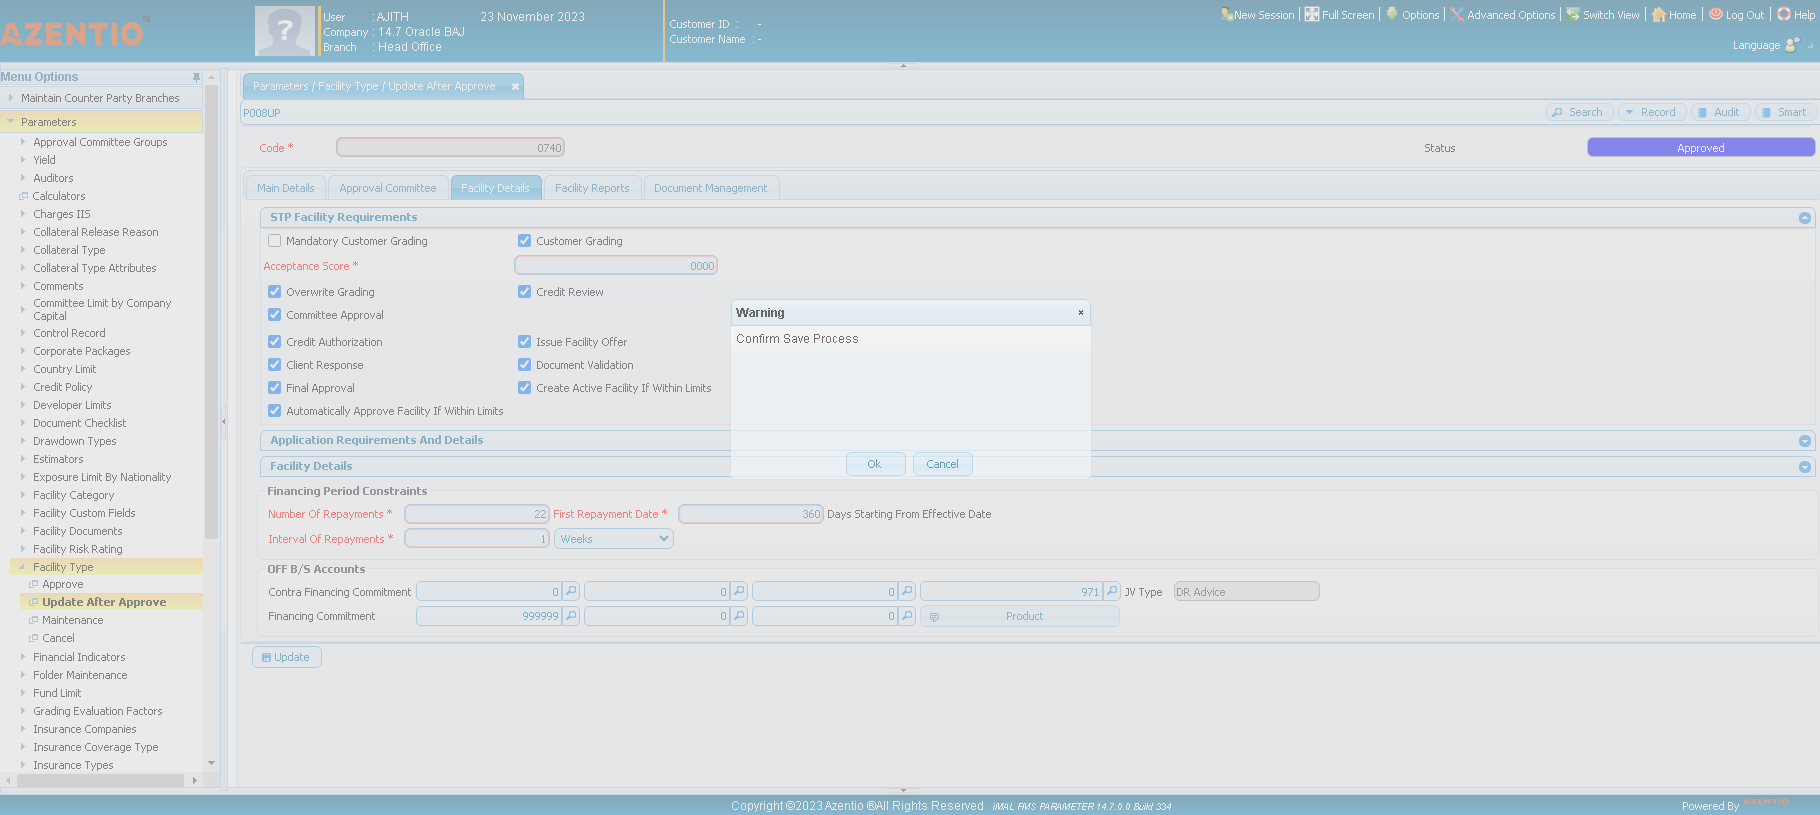 AZENTIO™
User : AJITH 23 November 2023
Company : 14.7 Oracle BAJ
Branch : Head Office
Customer ID : -
Customer Name : -
New Session Full Screen Options Advanced Options Switch View Home Log Out Help
Language
Menu Options
Maintain Counter Party Branches
Parameters
Approval Committee Groups
Yield
Auditors
Calculators
Charges IIS
Collateral Release Reason
Collateral Type
Collateral Type Attributes
Comments
Committee Limit by Company
Capital
Control Record
Corporate Packages
Country Limit
Credit Policy
Developer Limits
Document Checklist
Drawdown Types
Estimators
Exposure Limit By Nationality
Facility Category
Facility Custom Fields
Facility Documents
Facility Risk Rating
Facility Type
Approve
Update After Approve
Maintenance
Cancel
Financial Indicators
Folder Maintenance
Fund Limit
Grading Evaluation Factors
Insurance Companies
Insurance Coverage Type
Insurance Types
Parameters / Facility Type / Update After Approve
P008UP
Search Record Audit Smart
Code * 0740 Status Approved
Main Details Approval Committee Facility Details Facility Reports Document Management
STP Facility Requirements
Mandatory Customer Grading Customer Grading
Acceptance Score * 0000
Overwrite Grading Credit Review
Committee Approval
Credit Authorization Issue Facility Offer
Client Response Document Validation
Final Approval Create Active Facility If Within Limits
Automatically Approve Facility If Within Limits
Warning
Confirm Save Process
Ok Cancel
Application Requirements And Details
Facility Details
Financing Period Constraints
Number Of Repayments * 22 First Repayment Date * 360 Days Starting From Effective Date
Interval Of Repayments * 1 Weeks
OFF B/S Accounts
Contra Financing Commitment 0 0 0 971 JV Type DR Advice
Financing Commitment 999999 0 0 Product
Update
Copyright ©2023 Azentio ®All Rights Reserved iMAL PMS PARAMETER 14.7.0.0 Build 334
Powered By AZENTIO